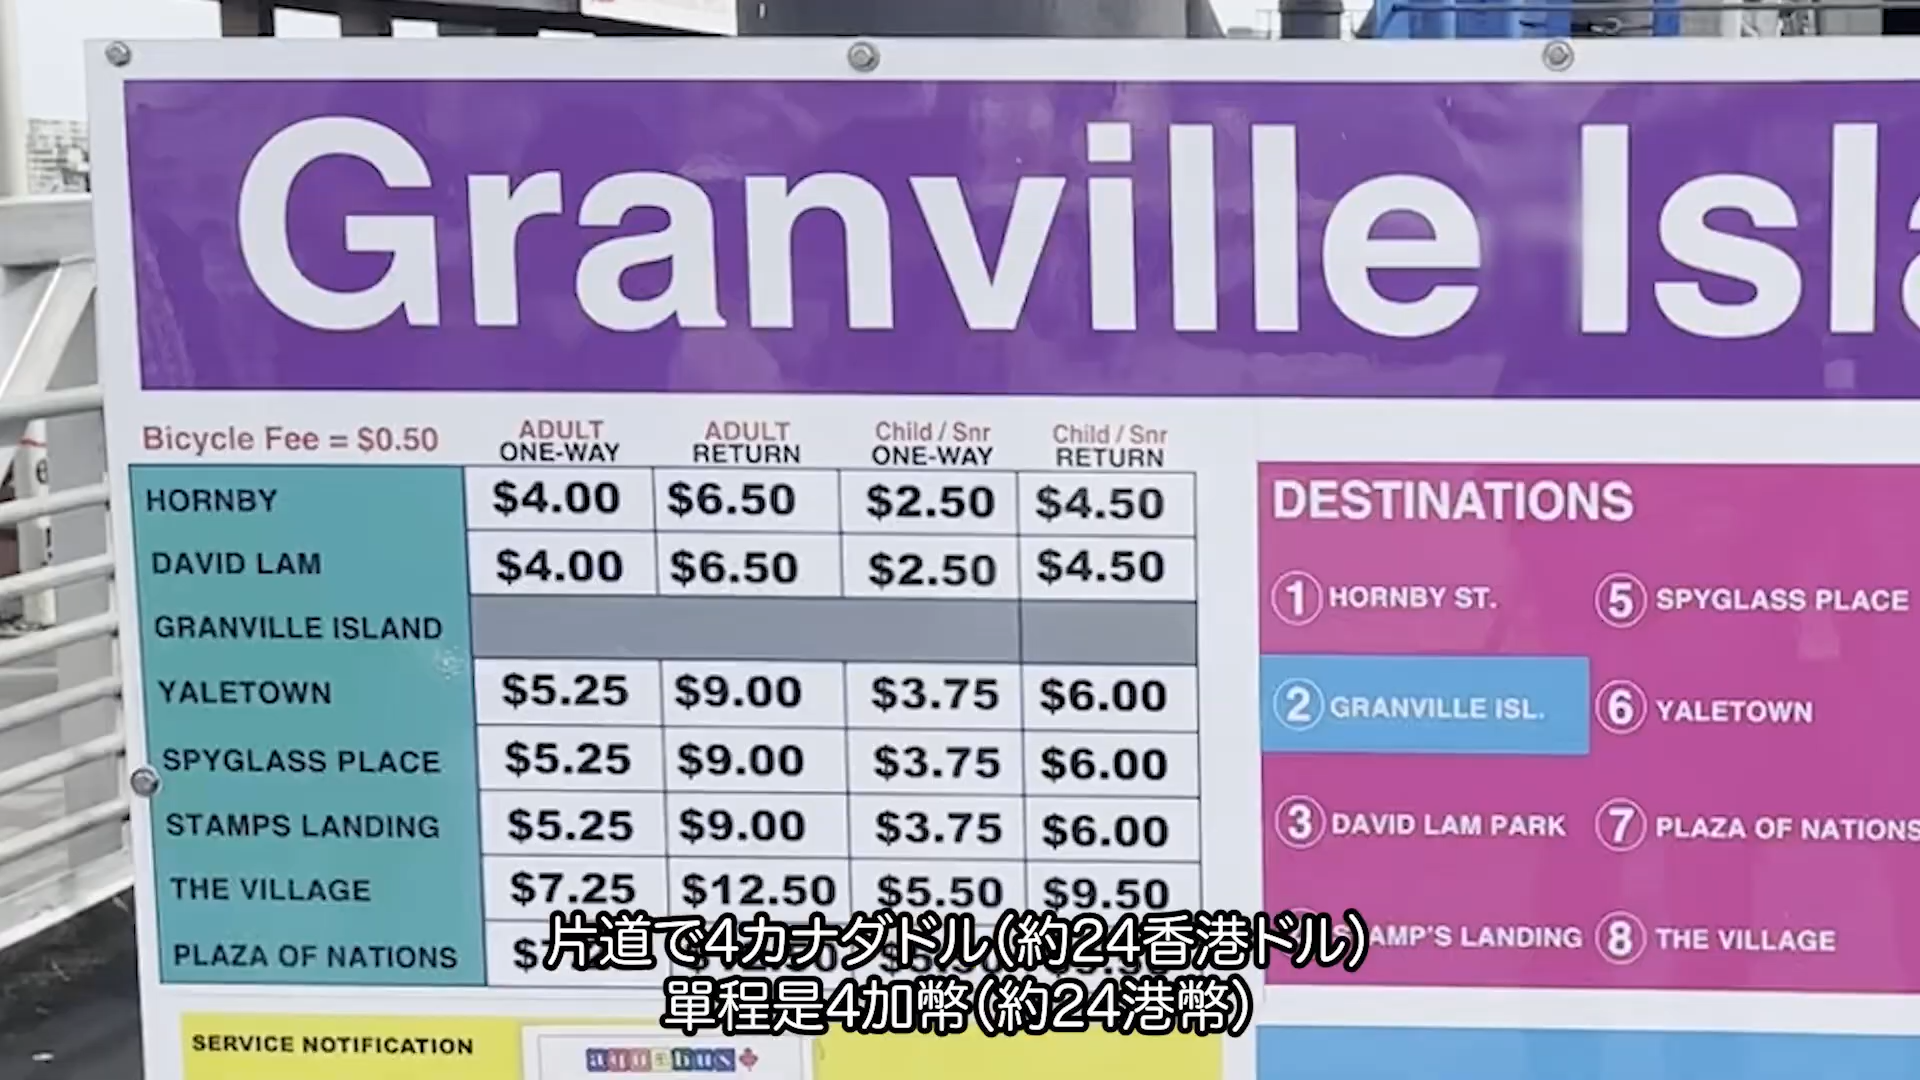 Granville Isla
Bicycle Fee = $0.50
ADULT ONE-WAY
ADULT RETURN
Child / Snr ONE-WAY
Child / Snr RETURN
HORNBY $4.00 $6.50 $2.50 $4.50
DAVID LAM $4.00 $6.50 $2.50 $4.50
GRANVILLE ISLAND
YALETOWN $5.25 $9.00 $3.75 $6.00
SPYGLASS PLACE $5.25 $9.00 $3.75 $6.00
STAMPS LANDING $5.25 $9.00 $3.75 $6.00
THE VILLAGE $7.25 $12.50 $5.50 $9.50
PLAZA OF NATIONS
DESTINATIONS
1 HORNBY ST.
2 GRANVILLE ISL.
3 DAVID LAM PARK
STAMP'S LANDING
5 SPYGLASS PLACE
6 YALETOWN
7 PLAZA OF NATIONS
8 THE VILLAGE
片道で4カナダドル(約24香港ドル)
單程是4加幣(約24港幣)
SERVICE NOTIFICATION
aquabus